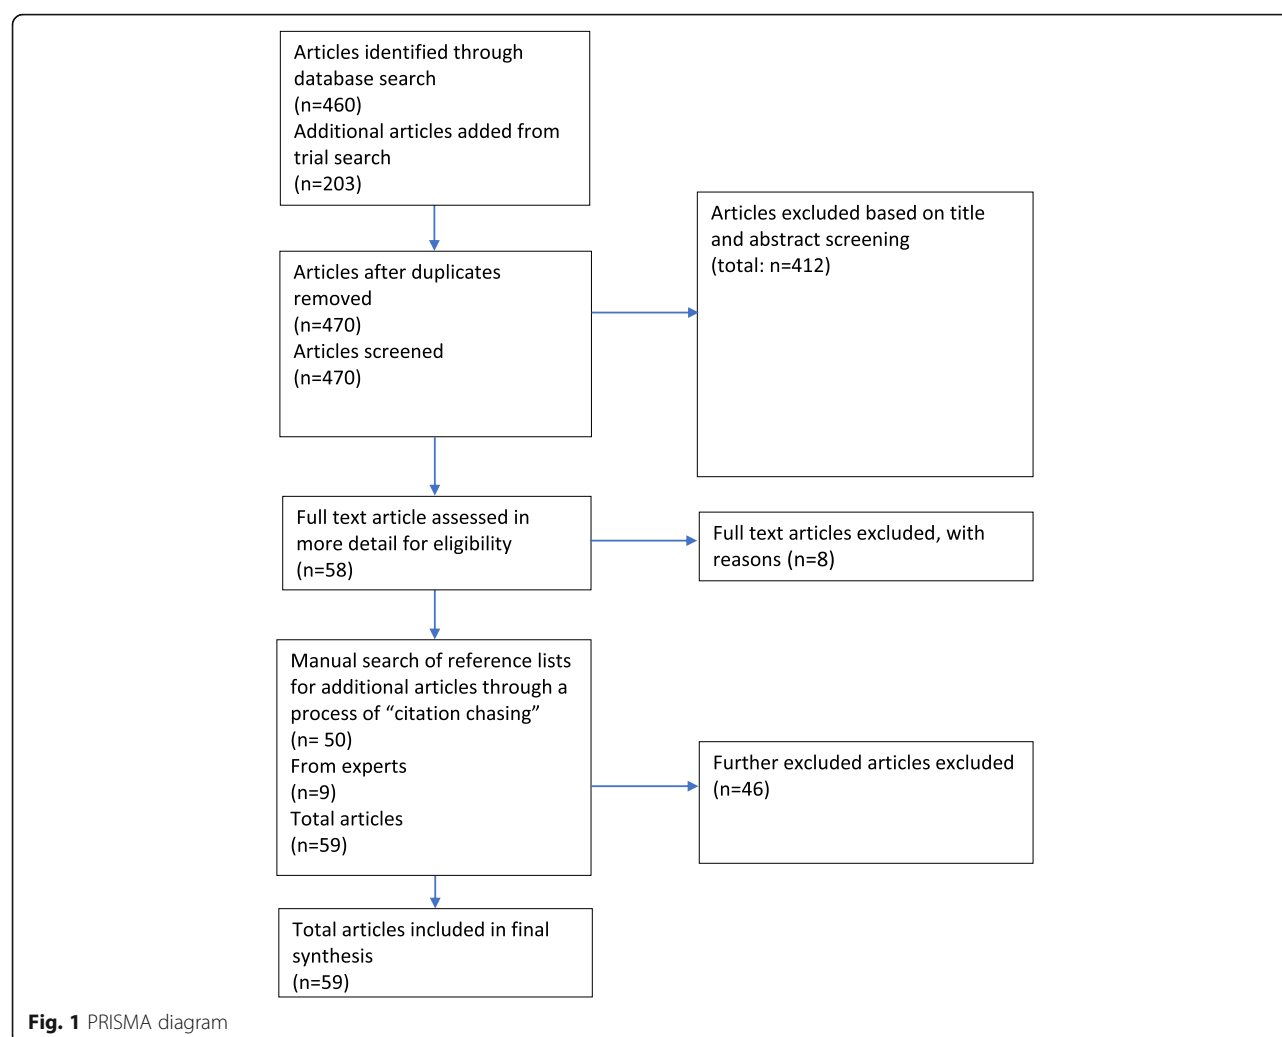 Articles identified through
database search
(n=460)
Additional articles added from
trial search
(n=203)
Articles excluded based on title
and abstract screening
(total: n=412)
Articles after duplicates
removed
(n=470)
Articles screened
(n=470)
Full text article assessed in
more detail for eligibility
(n=58)
Full text articles excluded, with
reasons (n=8)
Manual search of reference lists
for additional articles through a
process of “citation chasing”
(n= 50)
From experts
(n=9)
Total articles
(n=59)
Further excluded articles excluded
(n=46)
Total articles included in final
synthesis
(n=59)
Fig. 1 PRISMA diagram